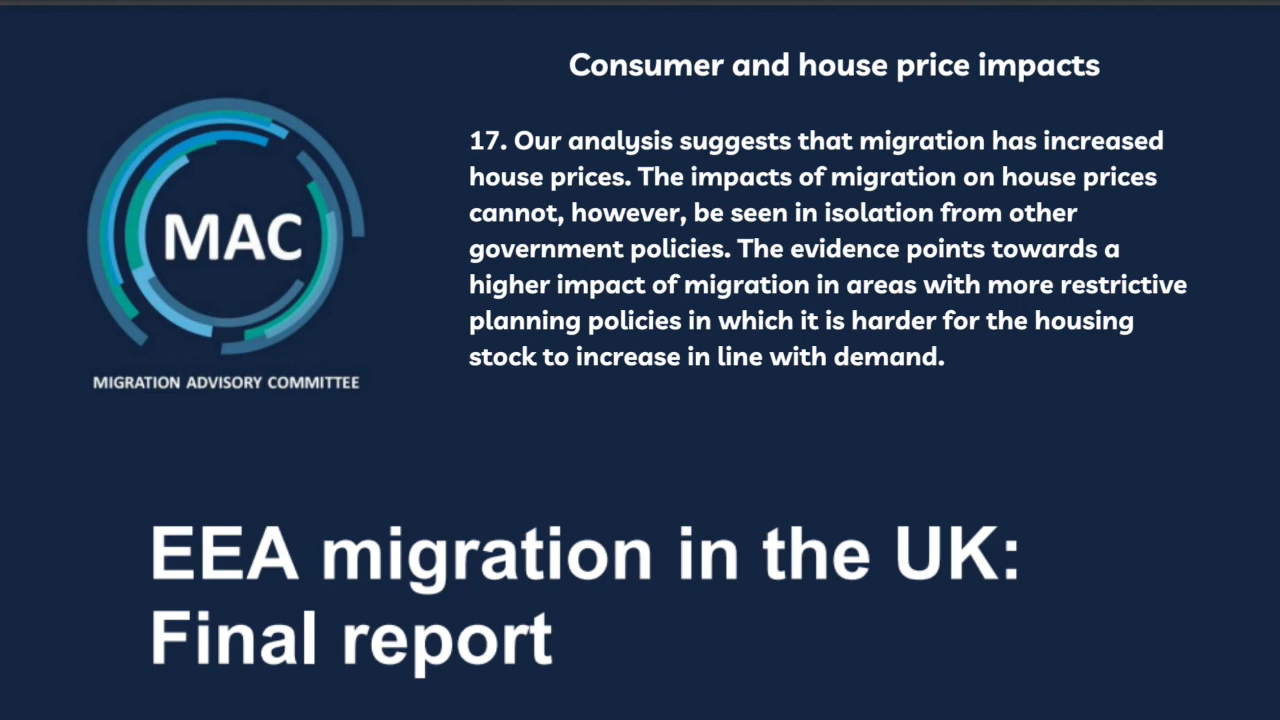 Consumer and house price impacts
17. Our analysis suggests that migration has increased
house prices. The impacts of migration on house prices
cannot, however, be seen in isolation from other
government policies. The evidence points towards a
higher impact of migration in areas with more restrictive
planning policies in which it is harder for the housing
stock to increase in line with demand.
MAC
MIGRATION ADVISORY COMMITTEE
EEA migration in the UK:
Final report